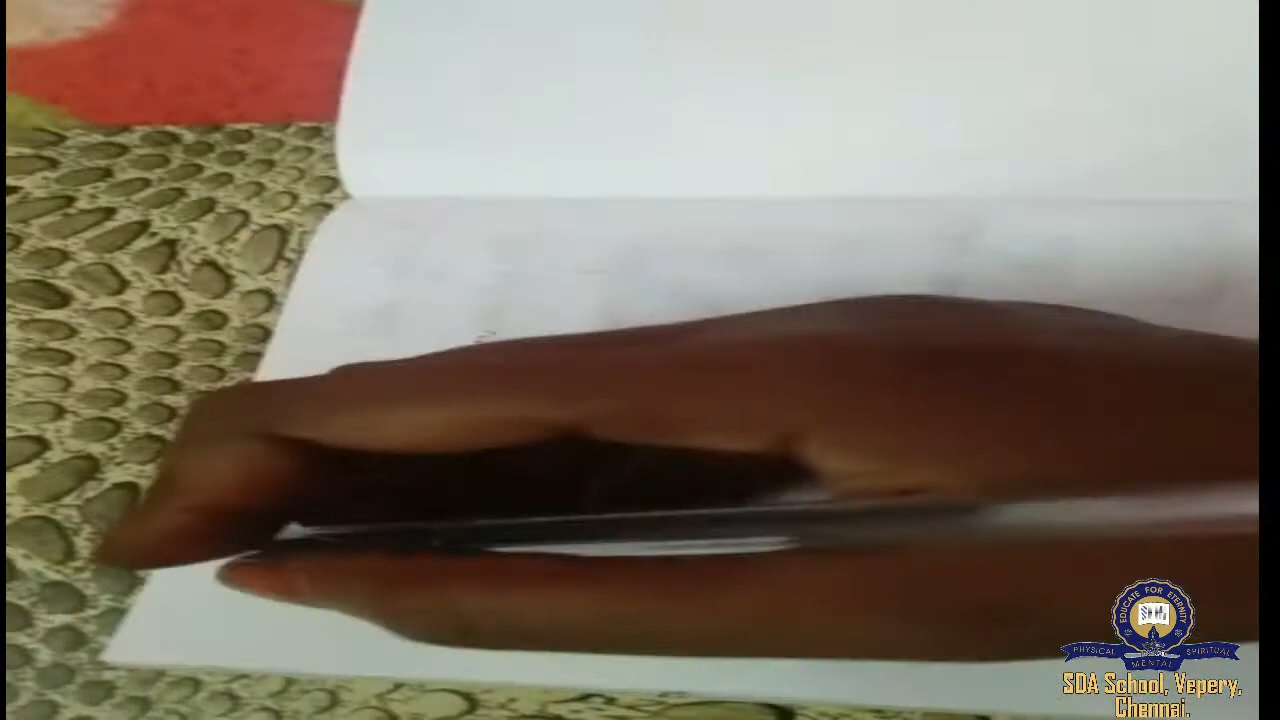 EDUCATE FOR ETERNITY
PHYSICAL MENTAL SPIRITUAL
SDA School, Vepery,
Chennai.